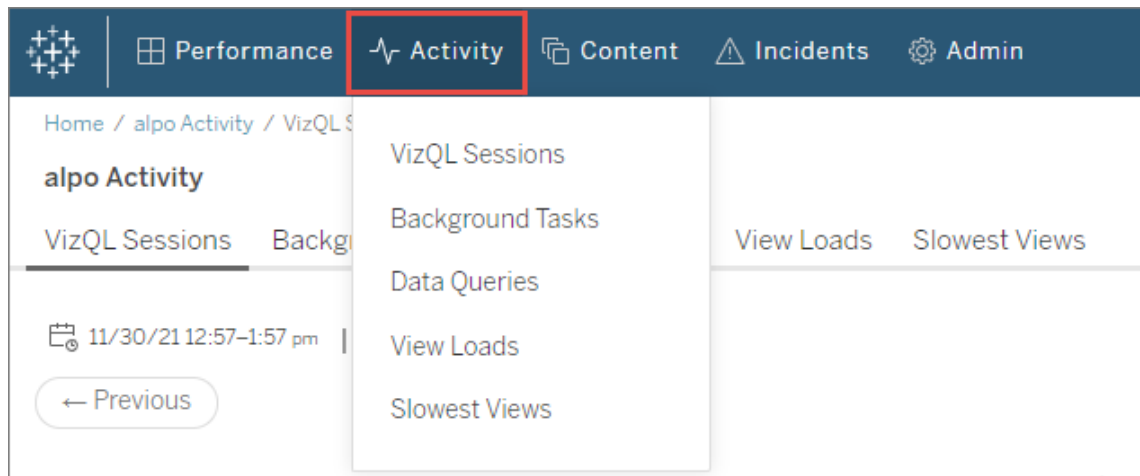 Performance Activity Content Incidents Admin
Home / alpo Activity / VizQL
alpo Activity
VizQL Sessions View Loads Slowest Views
11/30/21 12:57–1:57 pm |
← Previous
VizQL Sessions
Background Tasks
Data Queries
View Loads
Slowest Views